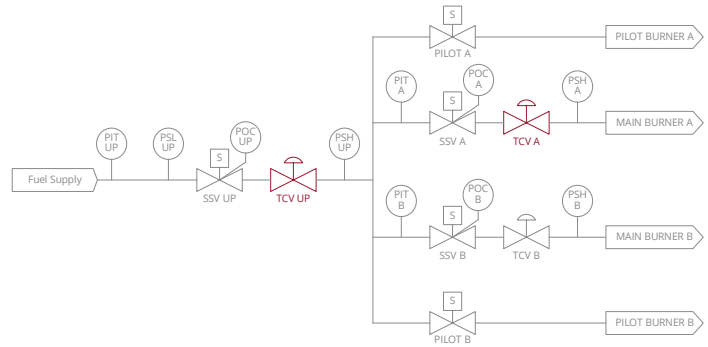 S
PILOT A
PILOT BURNER A
PIT
A
S
POC
A
SSV A
TCV A
PSH
A
MAIN BURNER A
Fuel Supply
PIT
UP
PSL
UP
S
POC
UP
SSV UP
TCV UP
PSH
UP
PIT
B
S
POC
B
SSV B
TCV B
PSH
B
MAIN BURNER B
S
PILOT B
PILOT BURNER B